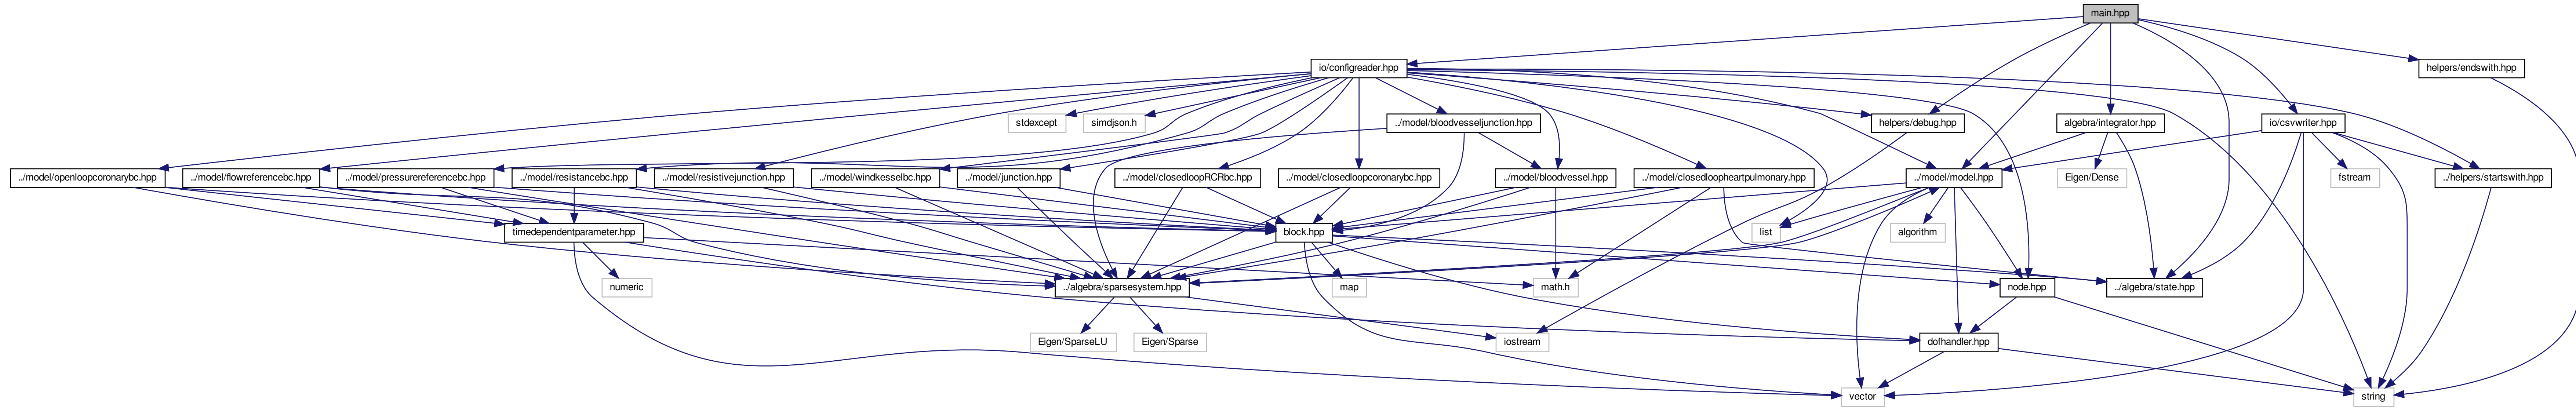 main.hpp
io/configreader.hpp
helpers/endswith.hpp
stdexcept
simdjson.h
../model/bloodvesseljunction.hpp
helpers/debug.hpp
algebra/integrator.hpp
io/csvwriter.hpp
../model/openloopcoronarybc.hpp
../model/flowreferencebc.hpp
../model/pressurereferencebc.hpp
../model/resistancebc.hpp
../model/resistivejunction.hpp
../model/windkesselbc.hpp
../model/junction.hpp
../model/closedloopRCRbc.hpp
../model/closedloopcoronarybc.hpp
../model/bloodvessel.hpp
../model/closedloopheartpulmonary.hpp
../model/model.hpp
Eigen/Dense
fstream
../helpers/startswith.hpp
timedependentparameter.hpp
block.hpp
list
algorithm
numeric
../algebra/sparsesystem.hpp
map
math.h
node.hpp
../algebra/state.hpp
Eigen/SparseLU
Eigen/Sparse
iostream
dofhandler.hpp
vector
string